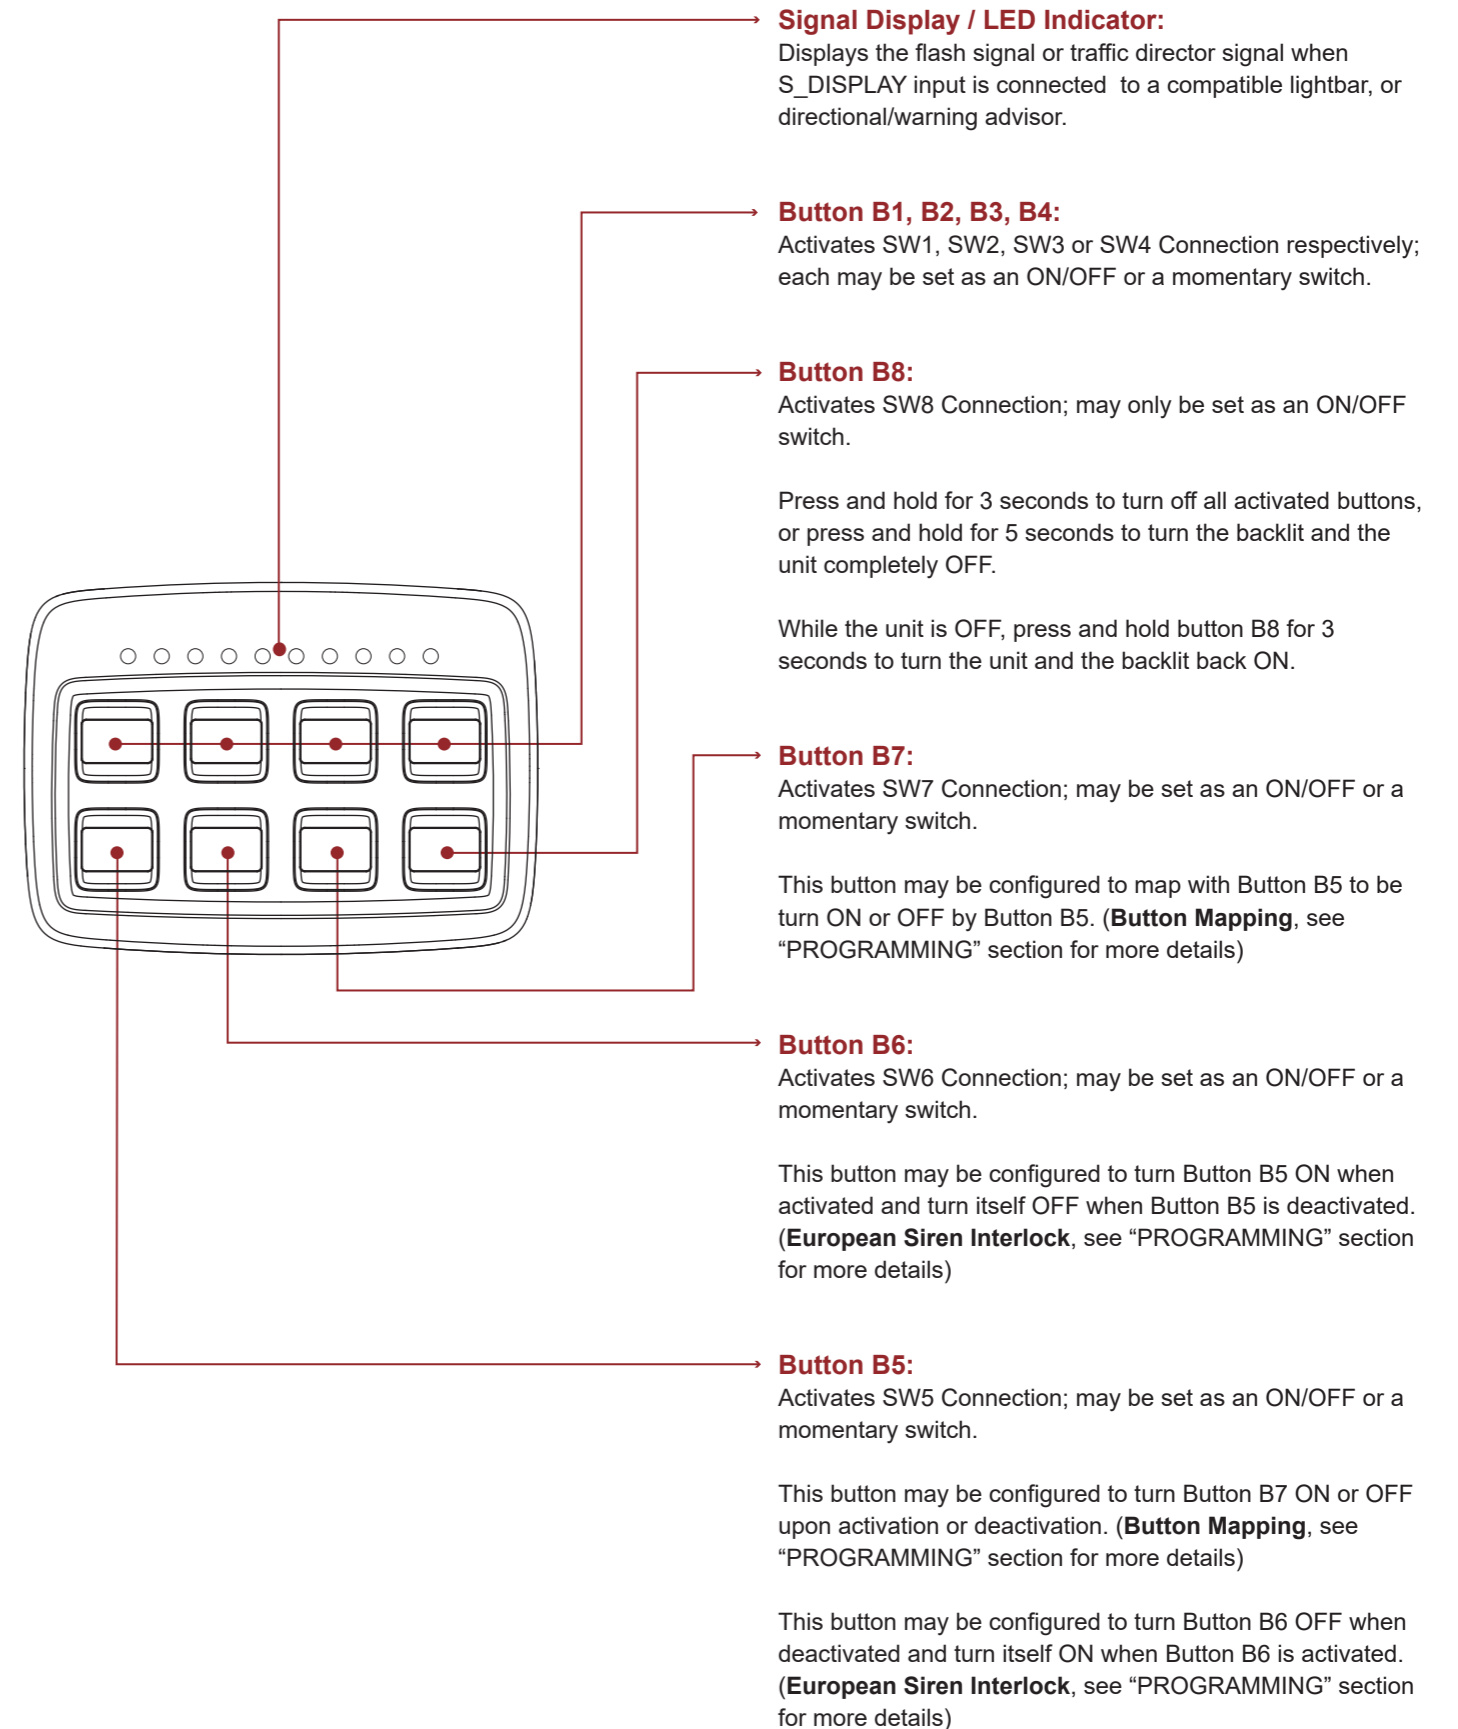 Signal Display / LED Indicator:
Displays the flash signal or traffic director signal when
S_DISPLAY input is connected  to a compatible lightbar, or
directional/warning advisor.
Button B1, B2, B3, B4:
Activates SW1, SW2, SW3 or SW4 Connection respectively;
each may be set as an ON/OFF or a momentary switch.
Button B8:
Activates SW8 Connection; may only be set as an ON/OFF
switch.
Press and hold for 3 seconds to turn off all activated buttons,
or press and hold for 5 seconds to turn the backlit and the
unit completely OFF.
While the unit is OFF, press and hold button B8 for 3
seconds to turn the unit and the backlit back ON.
Button B7:
Activates SW7 Connection; may be set as an ON/OFF or a
momentary switch.
This button may be configured to map with Button B5 to be
turn ON or OFF by Button B5. (Button Mapping, see
“PROGRAMMING” section for more details)
Button B6:
Activates SW6 Connection; may be set as an ON/OFF or a
momentary switch.
This button may be configured to turn Button B5 ON when
activated and turn itself OFF when Button B5 is deactivated.
(European Siren Interlock, see “PROGRAMMING” section
for more details)
Button B5:
Activates SW5 Connection; may be set as an ON/OFF or a
momentary switch.
This button may be configured to turn Button B7 ON or OFF
upon activation or deactivation. (Button Mapping, see
“PROGRAMMING” section for more details)
This button may be configured to turn Button B6 OFF when
deactivated and turn itself ON when Button B6 is activated.
(European Siren Interlock, see “PROGRAMMING” section
for more details)